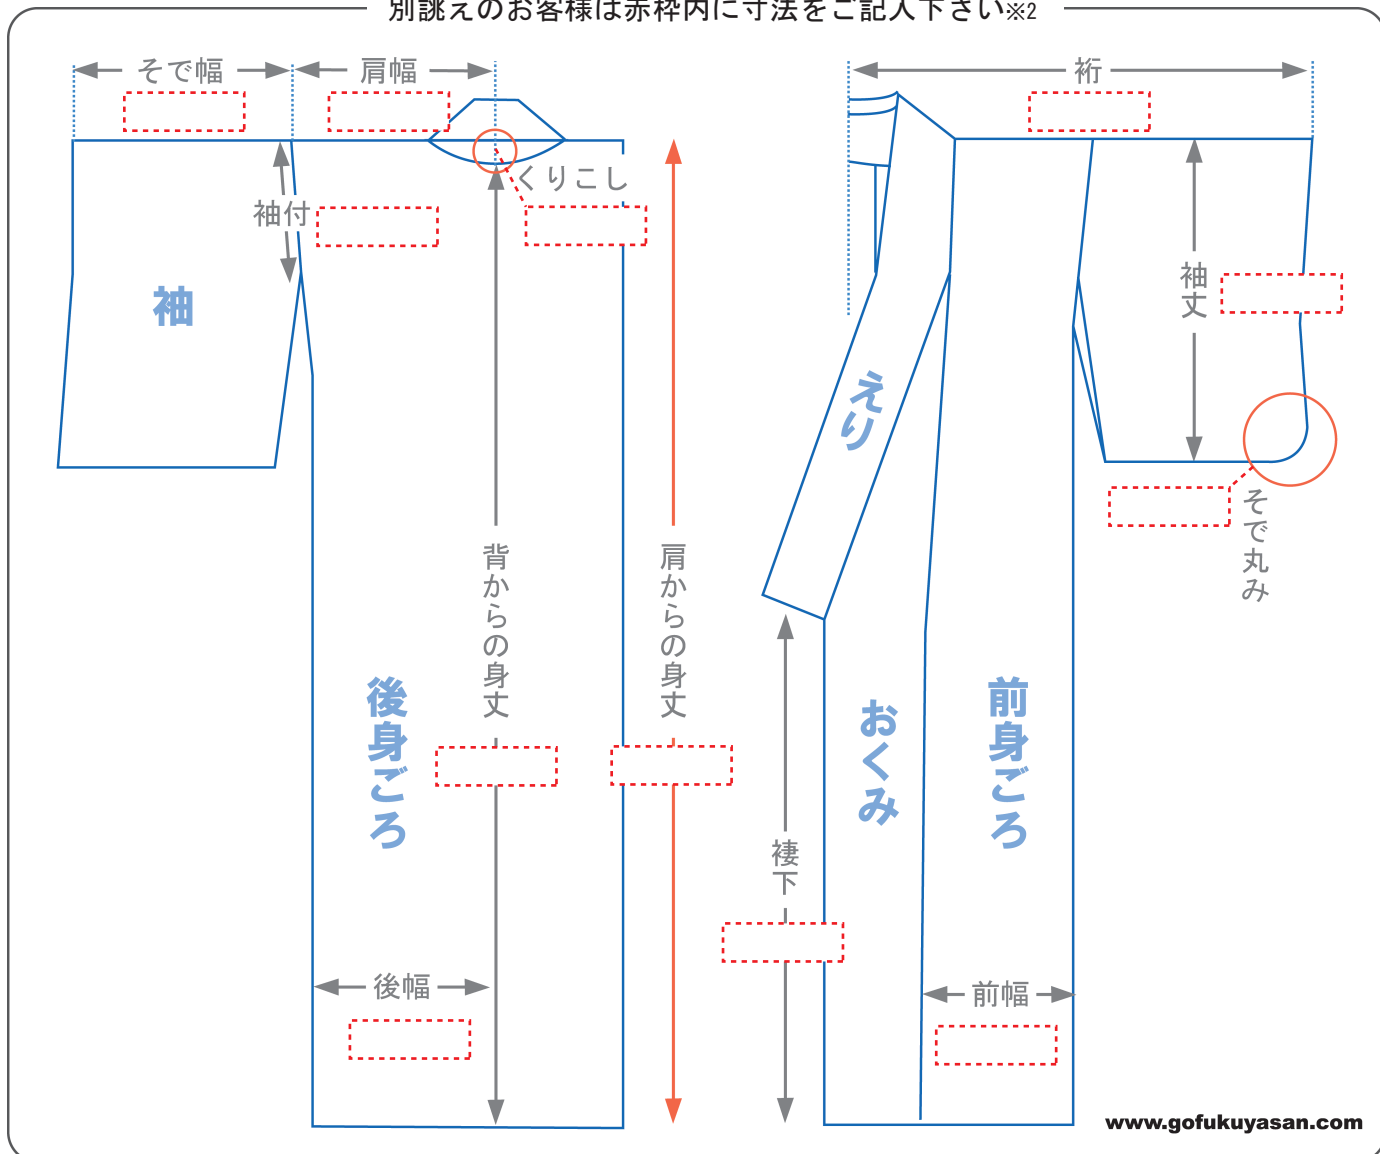 別誂えのお客様は赤枠内に寸法をご記入下さい※2
そで幅
肩幅
裄
くりこし
袖付
袖
袖丈
えり
そで丸み
背からの身丈
肩からの身丈
後身ごろ
おくみ
前身ごろ
褄下
後幅
前幅
www.gofukuyasan.com